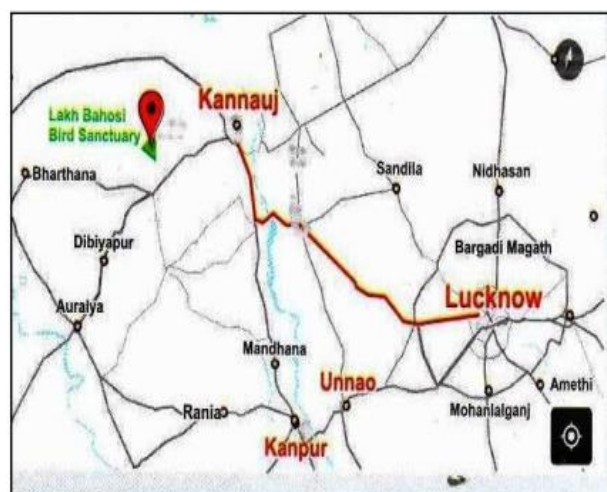 Kannauj
Lakh Bahosi
Bird Sanctuary
Sandila
Nidhasan
Bharthana
Dibiyapur
Bargadi Magath
Lucknow
Auraiya
Mandhana
Unnao
Amethi
Mohanlalganj
Rania
Kanpur